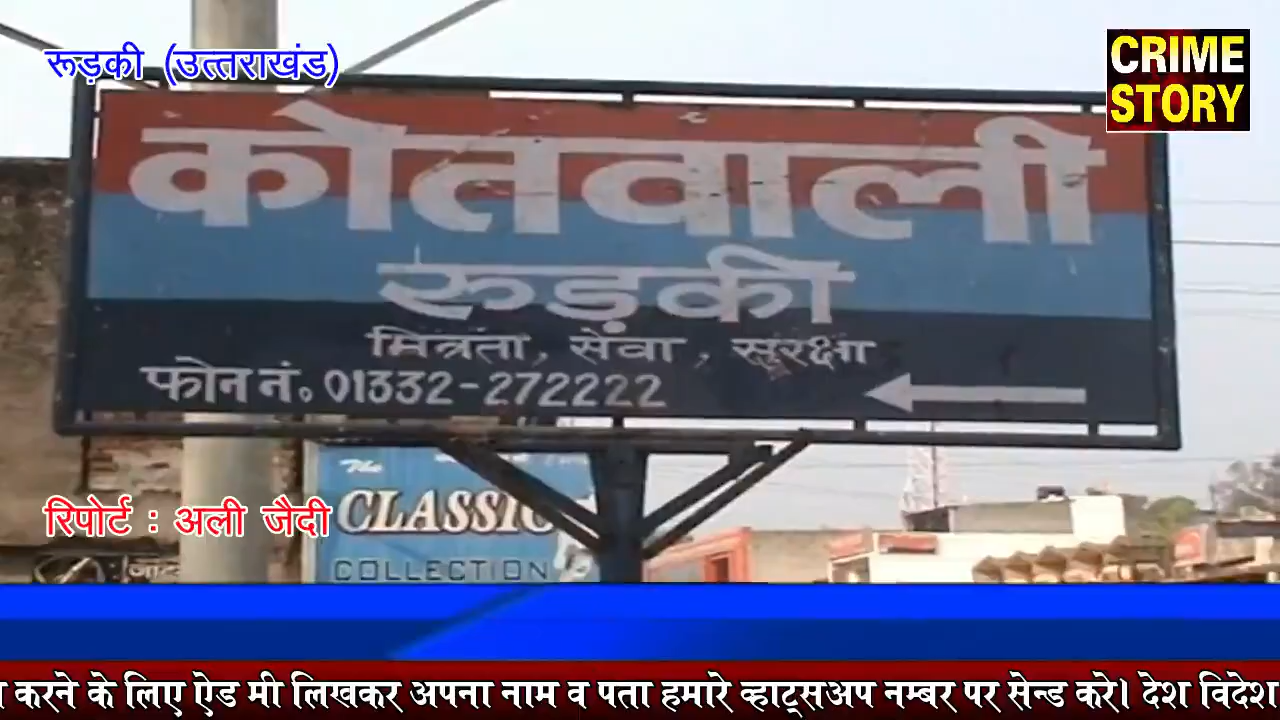 रूड़की (उत्तराखंड)
CRIME
STORY
कोतवाली
रूड़की
मित्रता, सेवा, सुरक्षा
फोन नं. 01332-272222
रिपोर्ट : अली जैदी
The
CLASSIC
COLLECTION
करने के लिए ऐड मी लिखकर अपना नाम व पता हमारे व्हाट्सअप नम्बर पर सेन्ड करे। देश विदेश